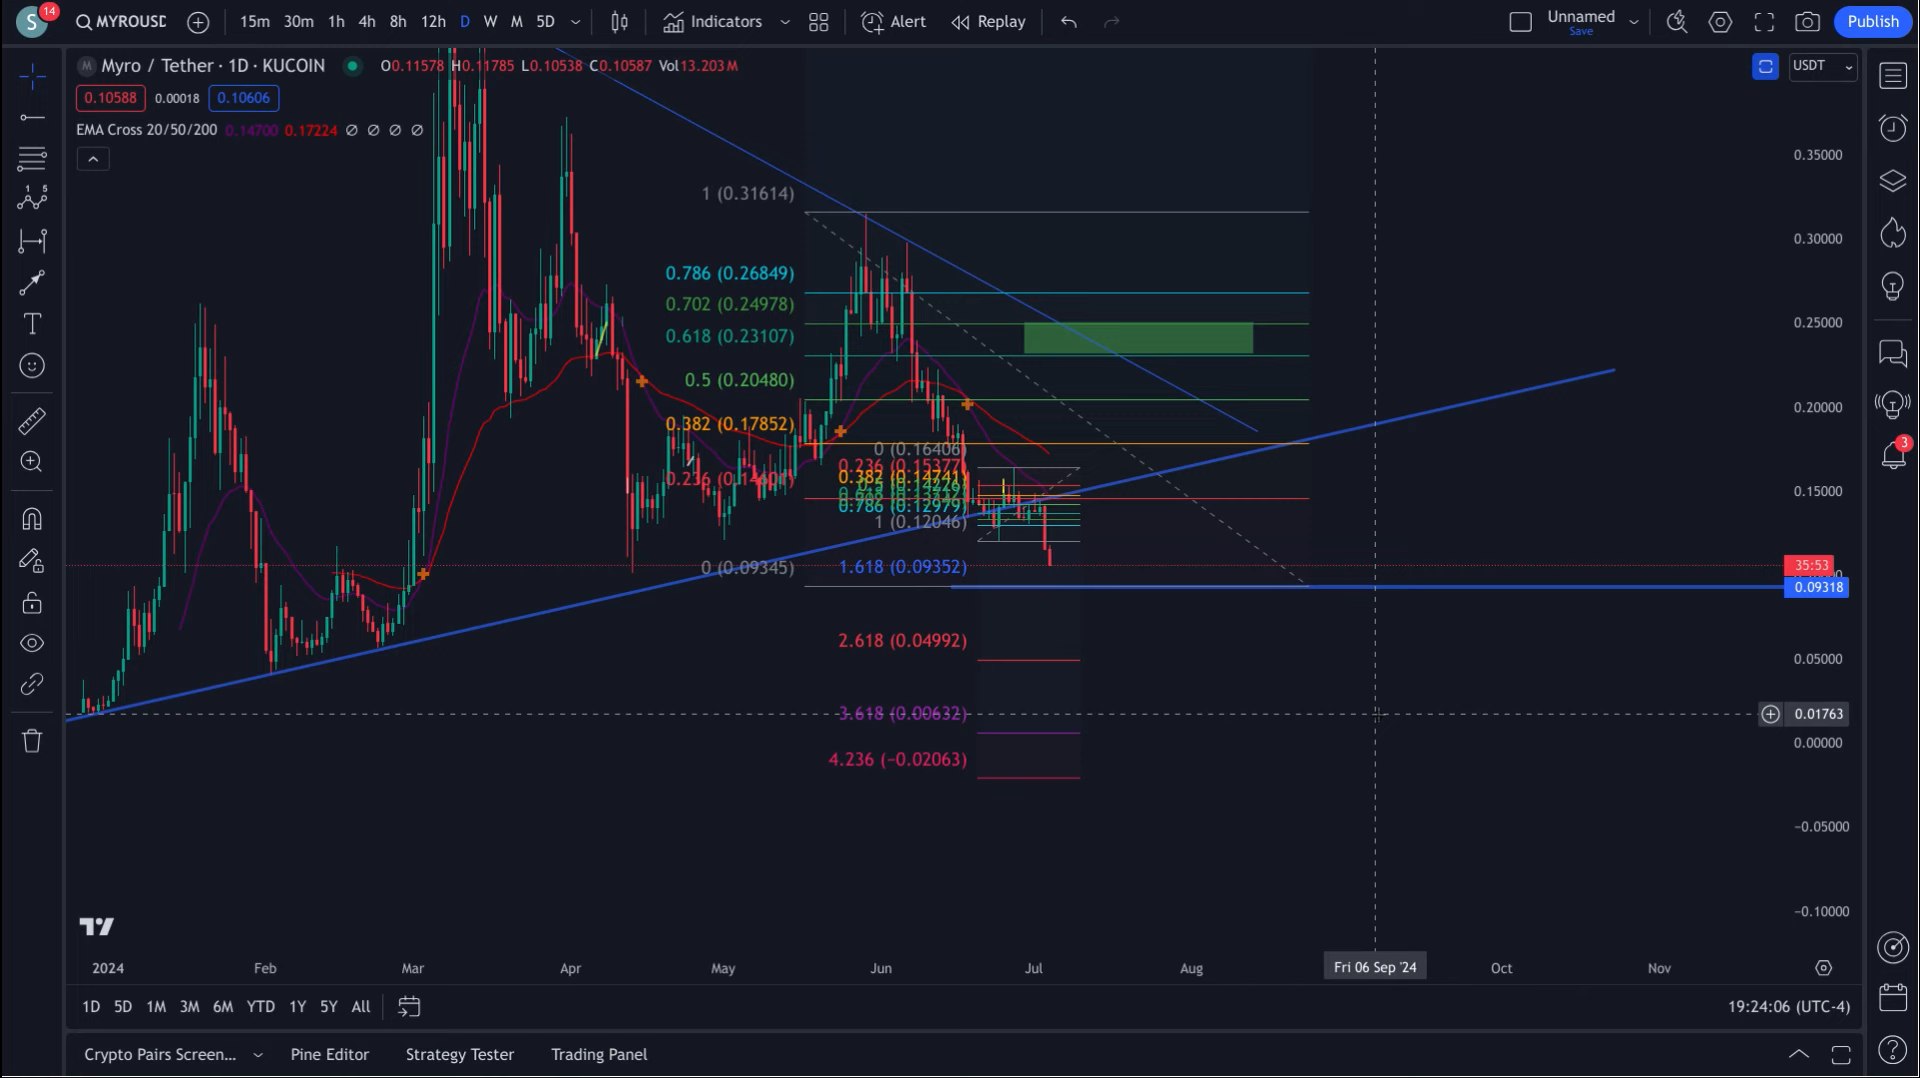 S 14 MYROUSD 15m 30m 1h 4h 8h 12h D W M 5D Indicators Alert Replay Unnamed Publish
Save
M Myro / Tether · 1D · KUCOIN O0.11578 H0.11785 L0.10538 C0.10587 Vol13.203M USDT
0.10588 0.00018 0.10606
EMA Cross 20/50/200 0.14700 0.17224 ∅ ∅ ∅ ∅
0.35000
1 (0.31614)
0.30000
0.786 (0.26849)
0.702 (0.24978)
0.25000
0.618 (0.23107)
0.5 (0.20480)
0.20000
0.382 (0.17852)
0 (0.16406)
0.236 (0.15377)
0.382 (0.14741)
0.236 (0.14601)
0.15000
0.786 (0.12979)
1 (0.12046)
0 (0.09345) 1.618 (0.09352)
35:53
0.09318
2.618 (0.04992)
0.05000
3.618 (0.00632)
0.01763
0.00000
4.236 (−0.02063)
−0.05000
−0.10000
2024 Feb Mar Apr May Jun Jul Aug Fri 06 Sep '24 Oct Nov
1D 5D 1M 3M 6M YTD 1Y 5Y All 19:24:06 (UTC-4)
Crypto Pairs Screen... Pine Editor Strategy Tester Trading Panel
T
1 5
3